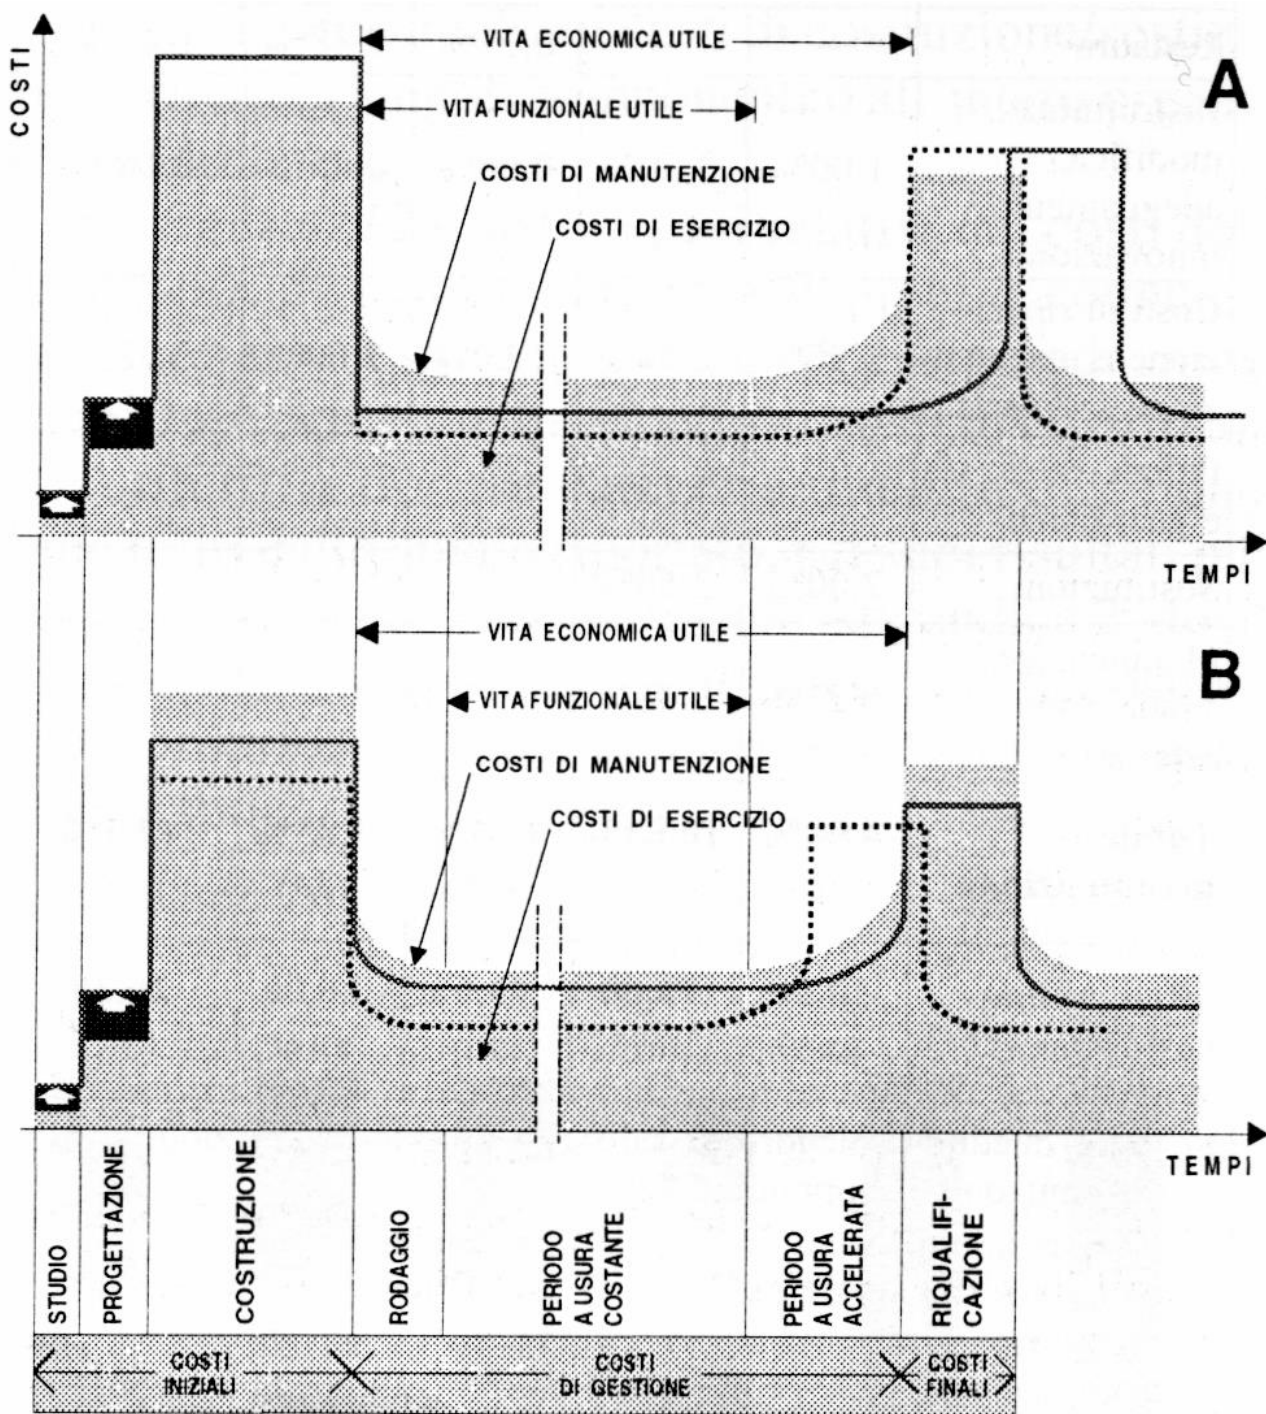 COSTI
VITA ECONOMICA UTILE
A
VITA FUNZIONALE UTILE
COSTI DI MANUTENZIONE
COSTI DI ESERCIZIO
TEMPI
VITA ECONOMICA UTILE
B
VITA FUNZIONALE UTILE
COSTI DI MANUTENZIONE
COSTI DI ESERCIZIO
TEMPI
STUDIO
PROGETTAZIONE
COSTRUZIONE
RODAGGIO
PERIODO
A USURA
COSTANTE
PERIODO
A USURA
ACCELERATA
RIQUALIFI-
CAZIONE
COSTI
INIZIALI
COSTI
DI GESTIONE
COSTI
FINALI